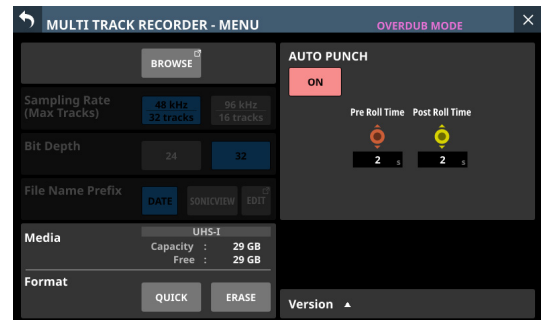 MULTI TRACK RECORDER - MENU
OVERDUB MODE
BROWSE
Sampling Rate
(Max Tracks)
48 kHz
32 tracks
96 kHz
16 tracks
Bit Depth
24
32
File Name Prefix
DATE
SONICVIEW
EDIT
Media
UHS-I
Capacity : 29 GB
Free : 29 GB
Format
QUICK
ERASE
AUTO PUNCH
ON
Pre Roll Time
Post Roll Time
2 s
2 s
Version ▲